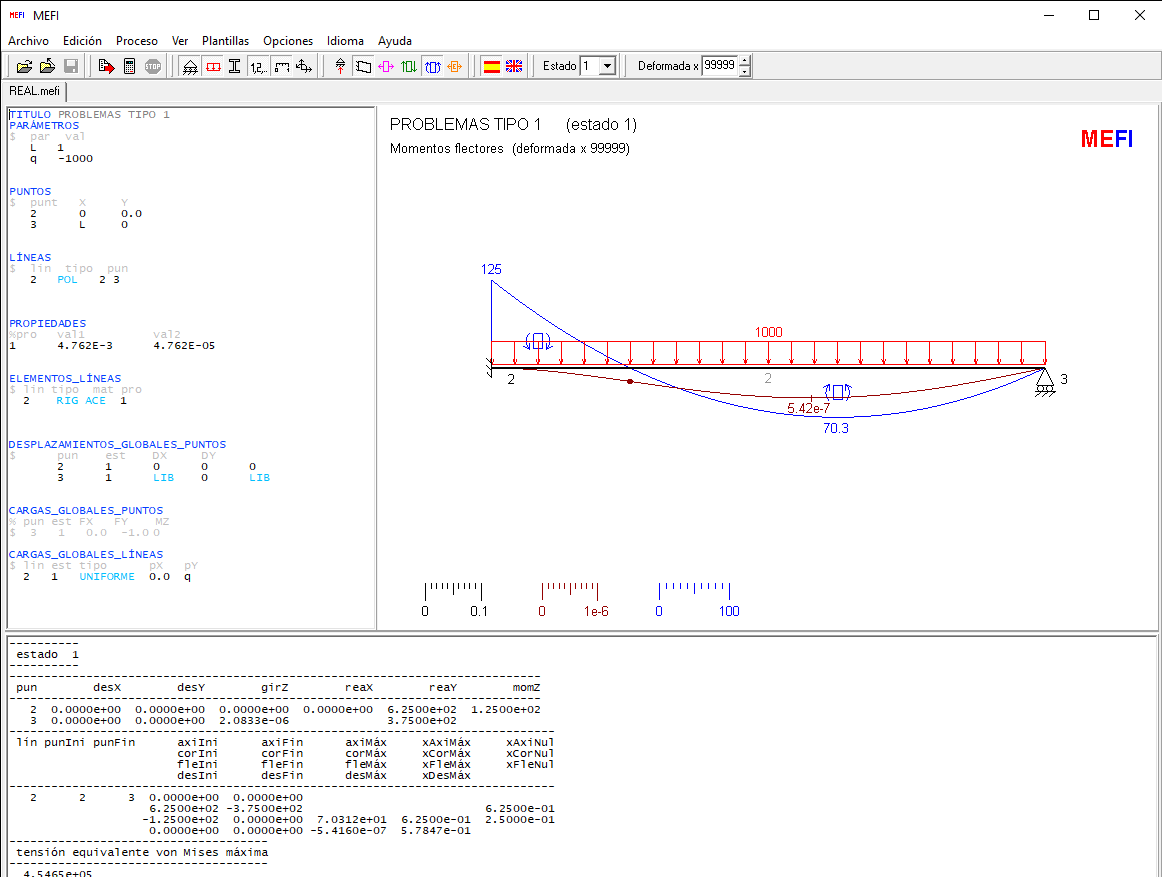 MEFI MEFI
Archivo Edición Proceso Ver Plantillas Opciones Idioma Ayuda
STOP 1,2,.. Estado 1 Deformada x 99999
REAL.mefi
TITULO PROBLEMAS TIPO 1
PARÁMETROS
$ par val
L 1
q -1000
PUNTOS
$ punt X Y
2 0 0.0
3 L 0
LÍNEAS
$ lin tipo pun
2 POL 2 3
PROPIEDADES
%pro val1 val2
1 4.762E-3 4.762E-05
ELEMENTOS_LÍNEAS
$ lin tipo mat pro
2 RIG ACE 1
DESPLAZAMIENTOS_GLOBALES_PUNTOS
$ pun est DX DY
2 1 0 0 0
3 1 LIB 0 LIB
CARGAS_GLOBALES_PUNTOS
% pun est FX FY MZ
$ 3 1 0.0 -1.0 0
CARGAS_GLOBALES_LÍNEAS
$ lin est tipo pX pY
2 1 UNIFORME 0.0 q
PROBLEMAS TIPO 1 (estado 1)
Momentos flectores (deformada x 99999)
MEFI
125
1000
2
2
3
5.42e-7
70.3
0 0.1 0 1e-6 0 100
estado 1
pun desX desY girZ reaX reaY momZ
2 0.0000e+00 0.0000e+00 0.0000e+00 0.0000e+00 6.2500e+02 1.2500e+02
3 0.0000e+00 0.0000e+00 2.0833e-06 3.7500e+02
lin punIni punFin axiIni axiFin axiMáx xAxiMáx xAxiNul
corIni corFin corMáx xCorMáx xCorNul
fleIni fleFin fleMáx xFleMáx xFleNul
desIni desFin desMáx xDesMáx
2 2 3 0.0000e+00 0.0000e+00
6.2500e+02 -3.7500e+02 6.2500e-01
-1.2500e+02 0.0000e+00 7.0312e+01 6.2500e-01 2.5000e-01
0.0000e+00 0.0000e+00 -5.4160e-07 5.7847e-01
tensión equivalente von Mises máxima
4.5465e+05